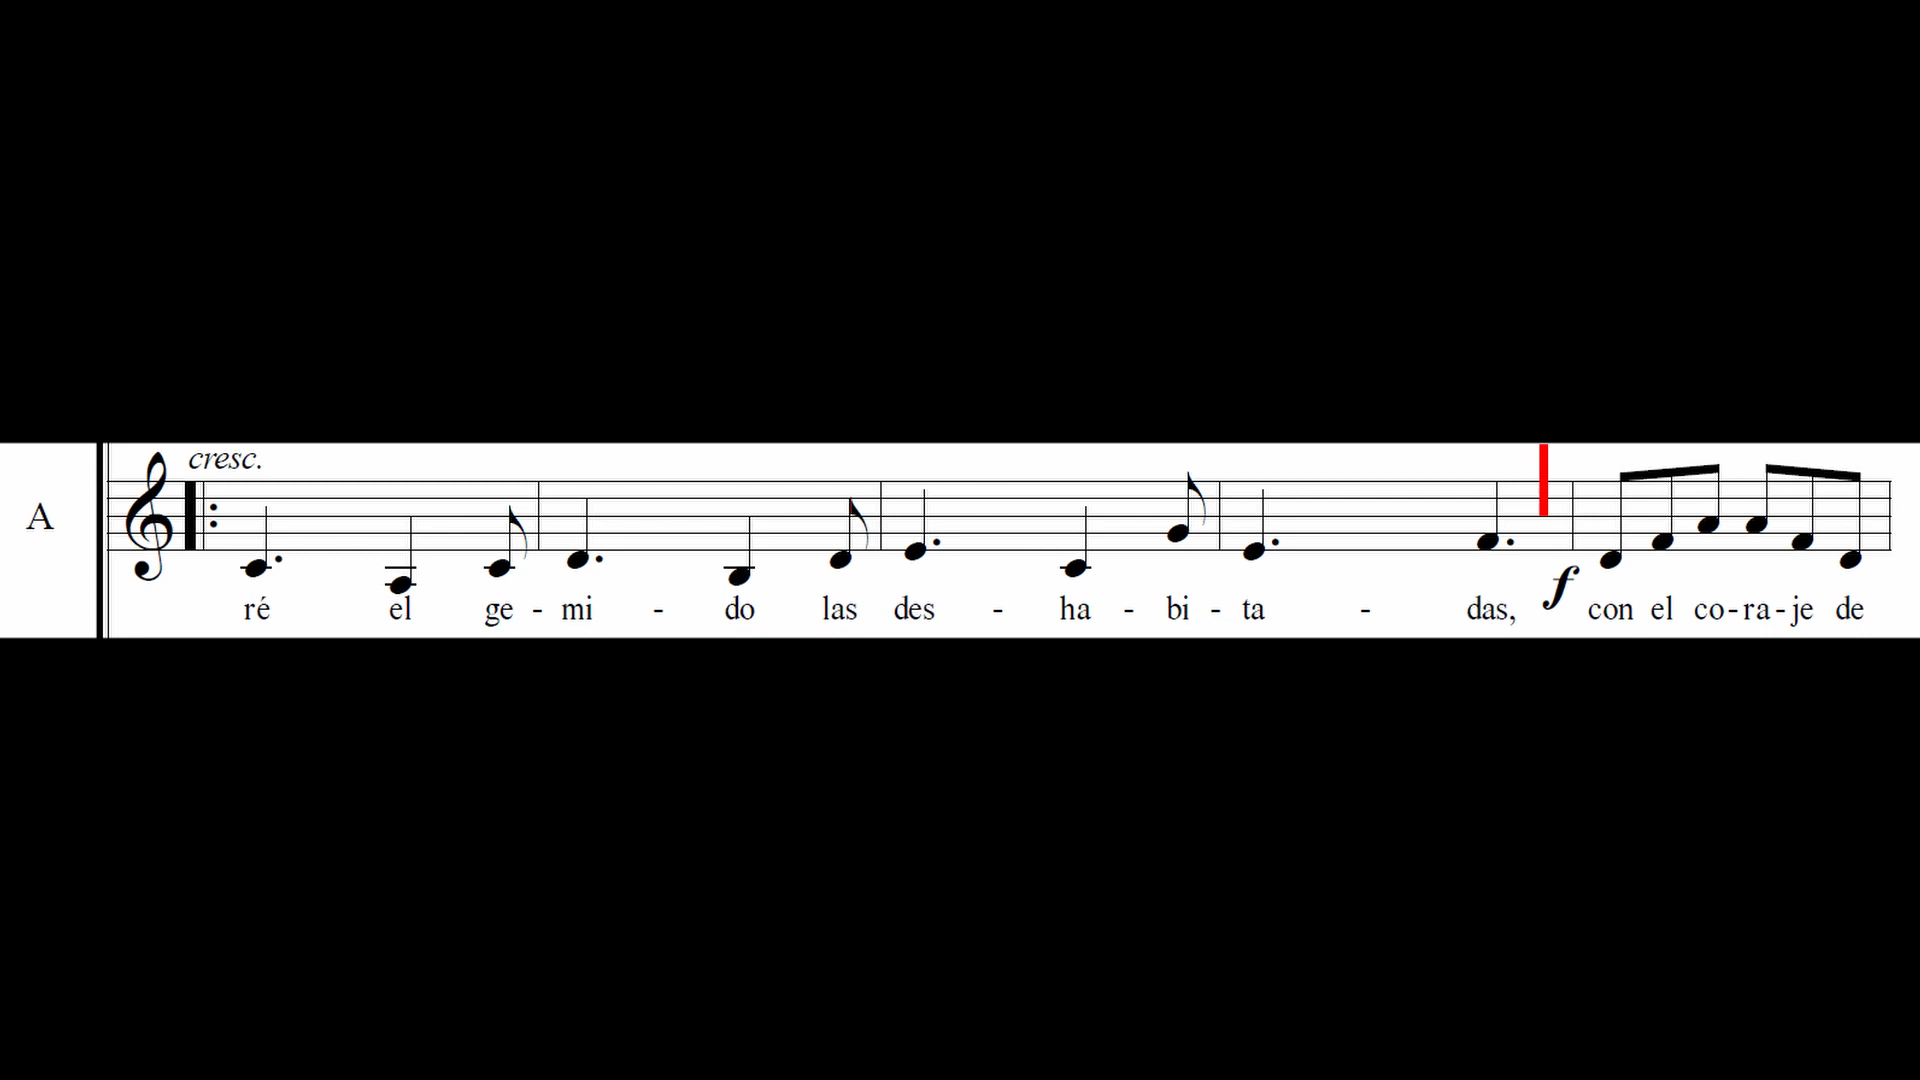 cresc.
A
f
ré el ge - mi - do las des - ha - bi - ta - das, con el co - ra - je de